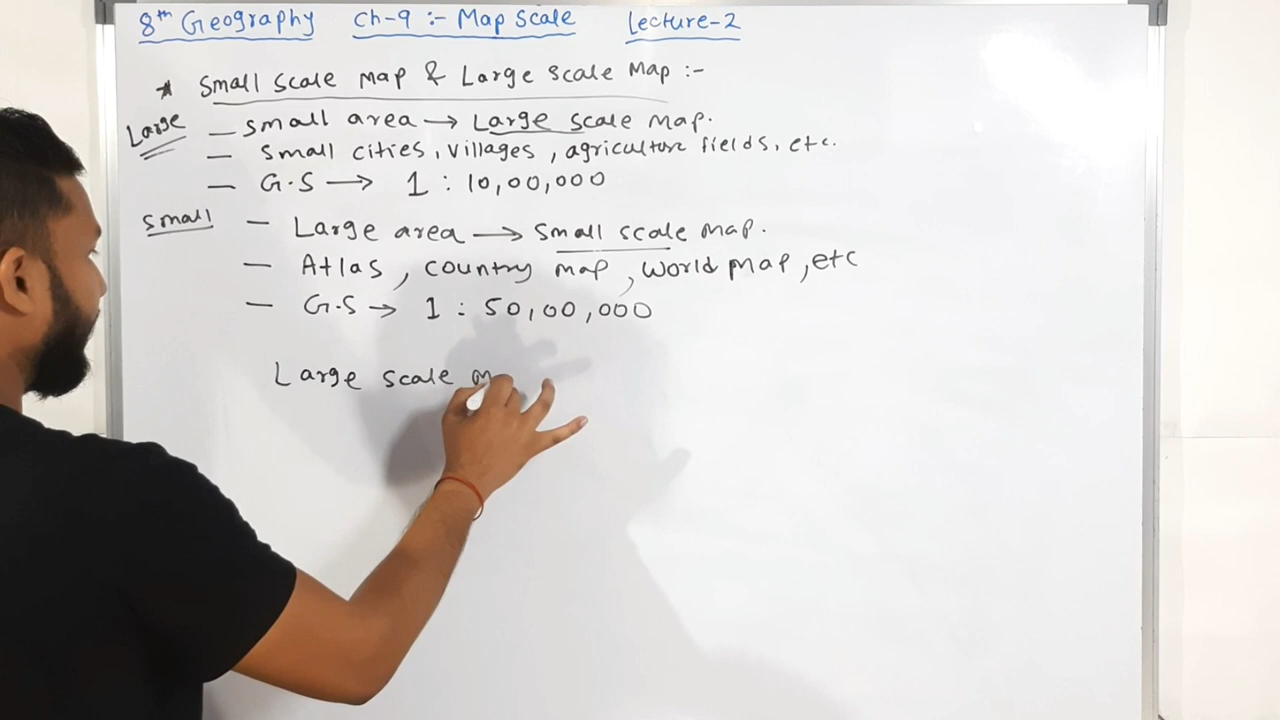 8th Geography Ch-9 :- Map Scale Lecture-2
* Small Scale Map & Large Scale Map :-
Large - Small area → Large scale Map.
- Small cities, villages, agriculture fields, etc.
- G.S → 1 : 10,00,000
Small - Large area → Small scale Map.
- Atlas, country map, world map, etc
- G.S → 1 : 50,00,000
Large scale m